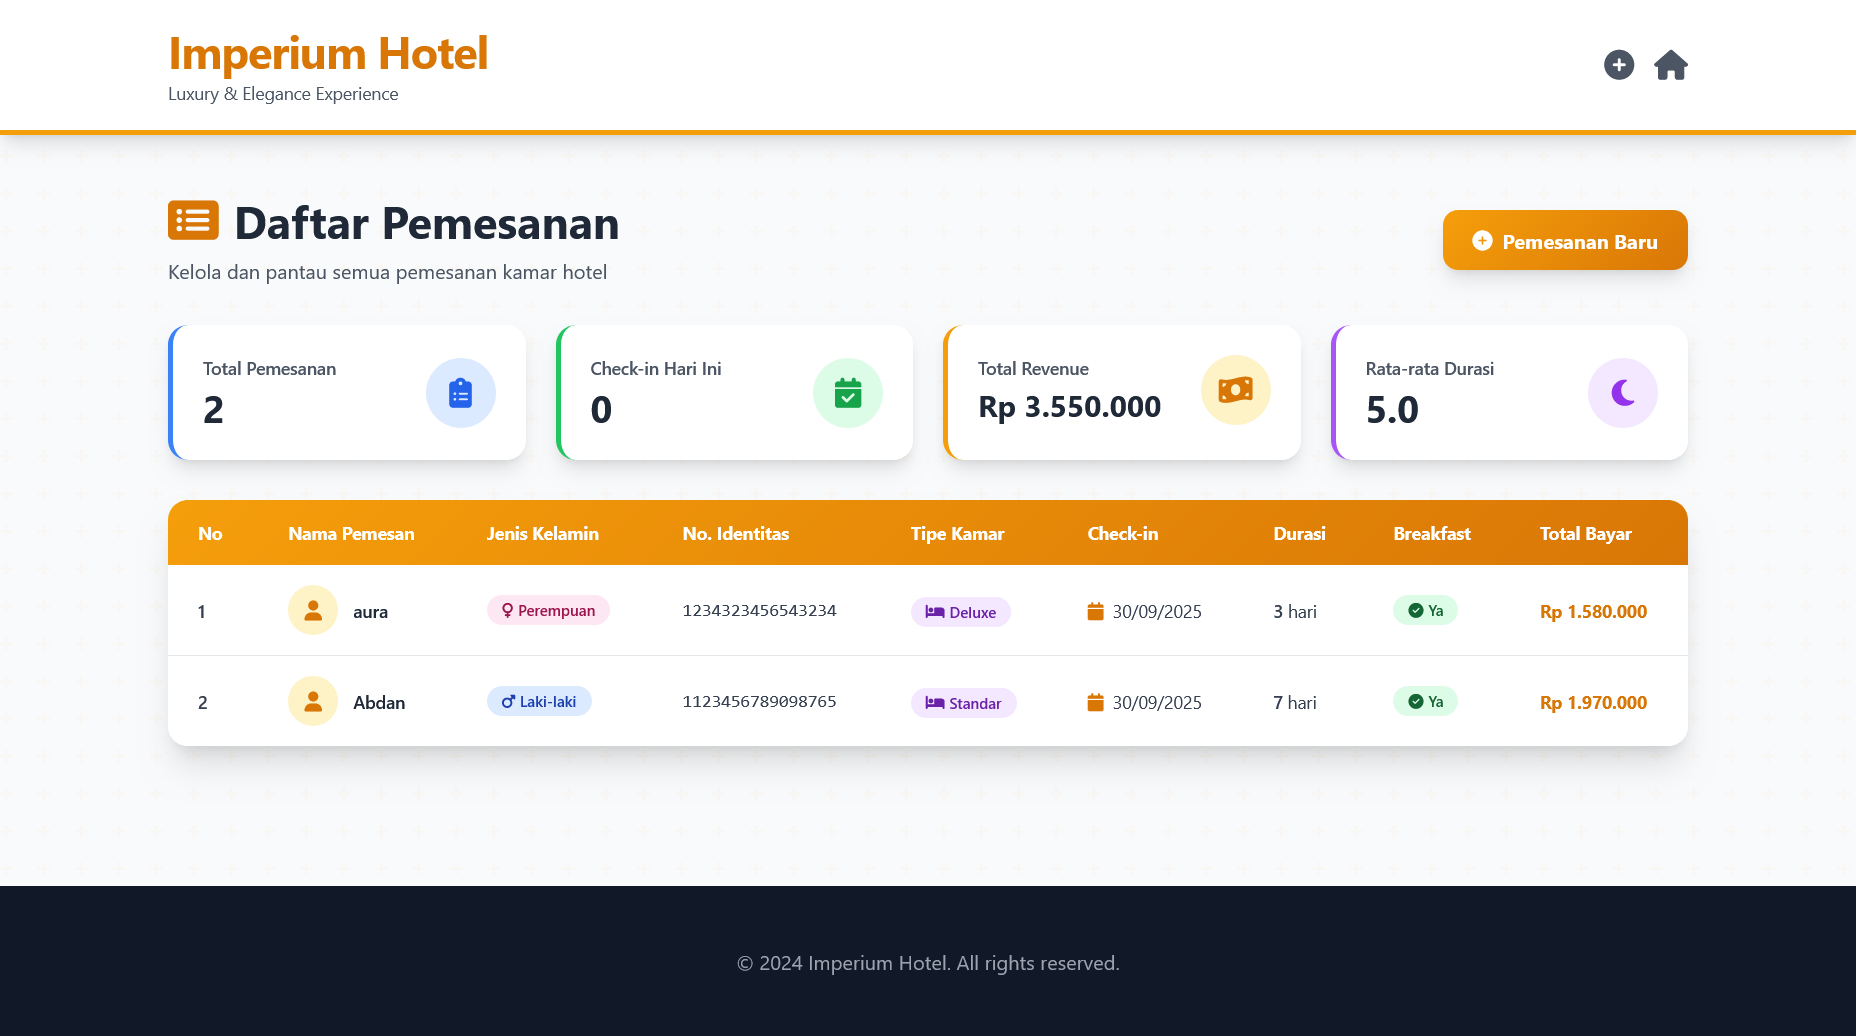 Imperium Hotel
Luxury & Elegance Experience
Daftar Pemesanan
Kelola dan pantau semua pemesanan kamar hotel
Pemesanan Baru
Total Pemesanan
2
Check-in Hari Ini
0
Total Revenue
Rp 3.550.000
Rata-rata Durasi
5.0
No Nama Pemesan Jenis Kelamin No. Identitas Tipe Kamar Check-in Durasi Breakfast Total Bayar
1 aura Perempuan 1234323456543234 Deluxe 30/09/2025 3 hari Ya Rp 1.580.000
2 Abdan Laki-laki 1123456789098765 Standar 30/09/2025 7 hari Ya Rp 1.970.000
© 2024 Imperium Hotel. All rights reserved.